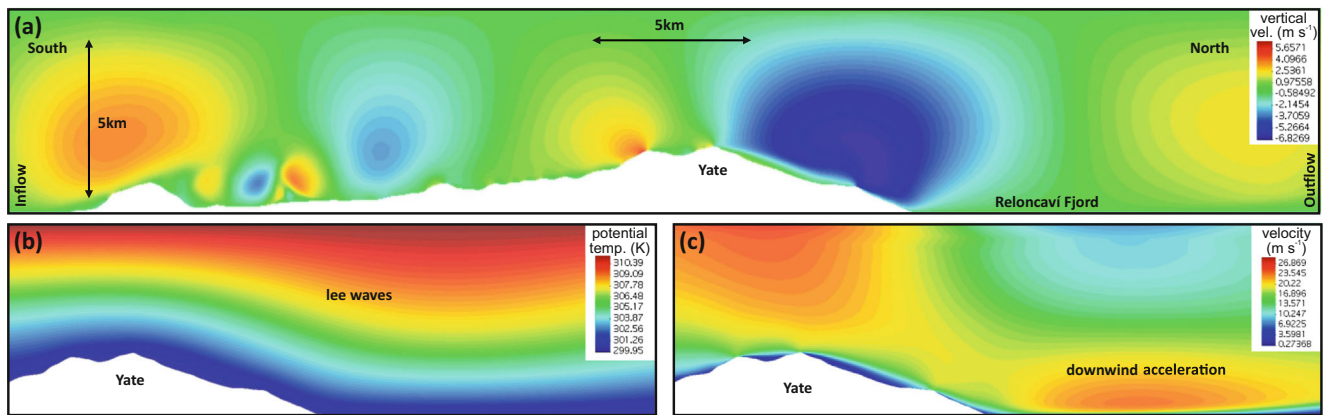 (a)
South
5km
5km
Inflow
Yate
Reloncaví Fjord
North
Outflow
vertical
vel. (m s⁻¹)
5.6571
4.0966
2.5361
0.97558
-0.58492
-2.1454
-3.7059
-5.2664
-6.8269
(b)
lee waves
Yate
potential
temp. (K)
310.39
309.09
307.78
306.48
305.17
303.87
302.56
301.26
299.95
(c)
Yate
downwind acceleration
velocity
(m s⁻¹)
26.869
23.545
20.22
16.896
13.571
10.247
6.9225
3.5981
0.27368